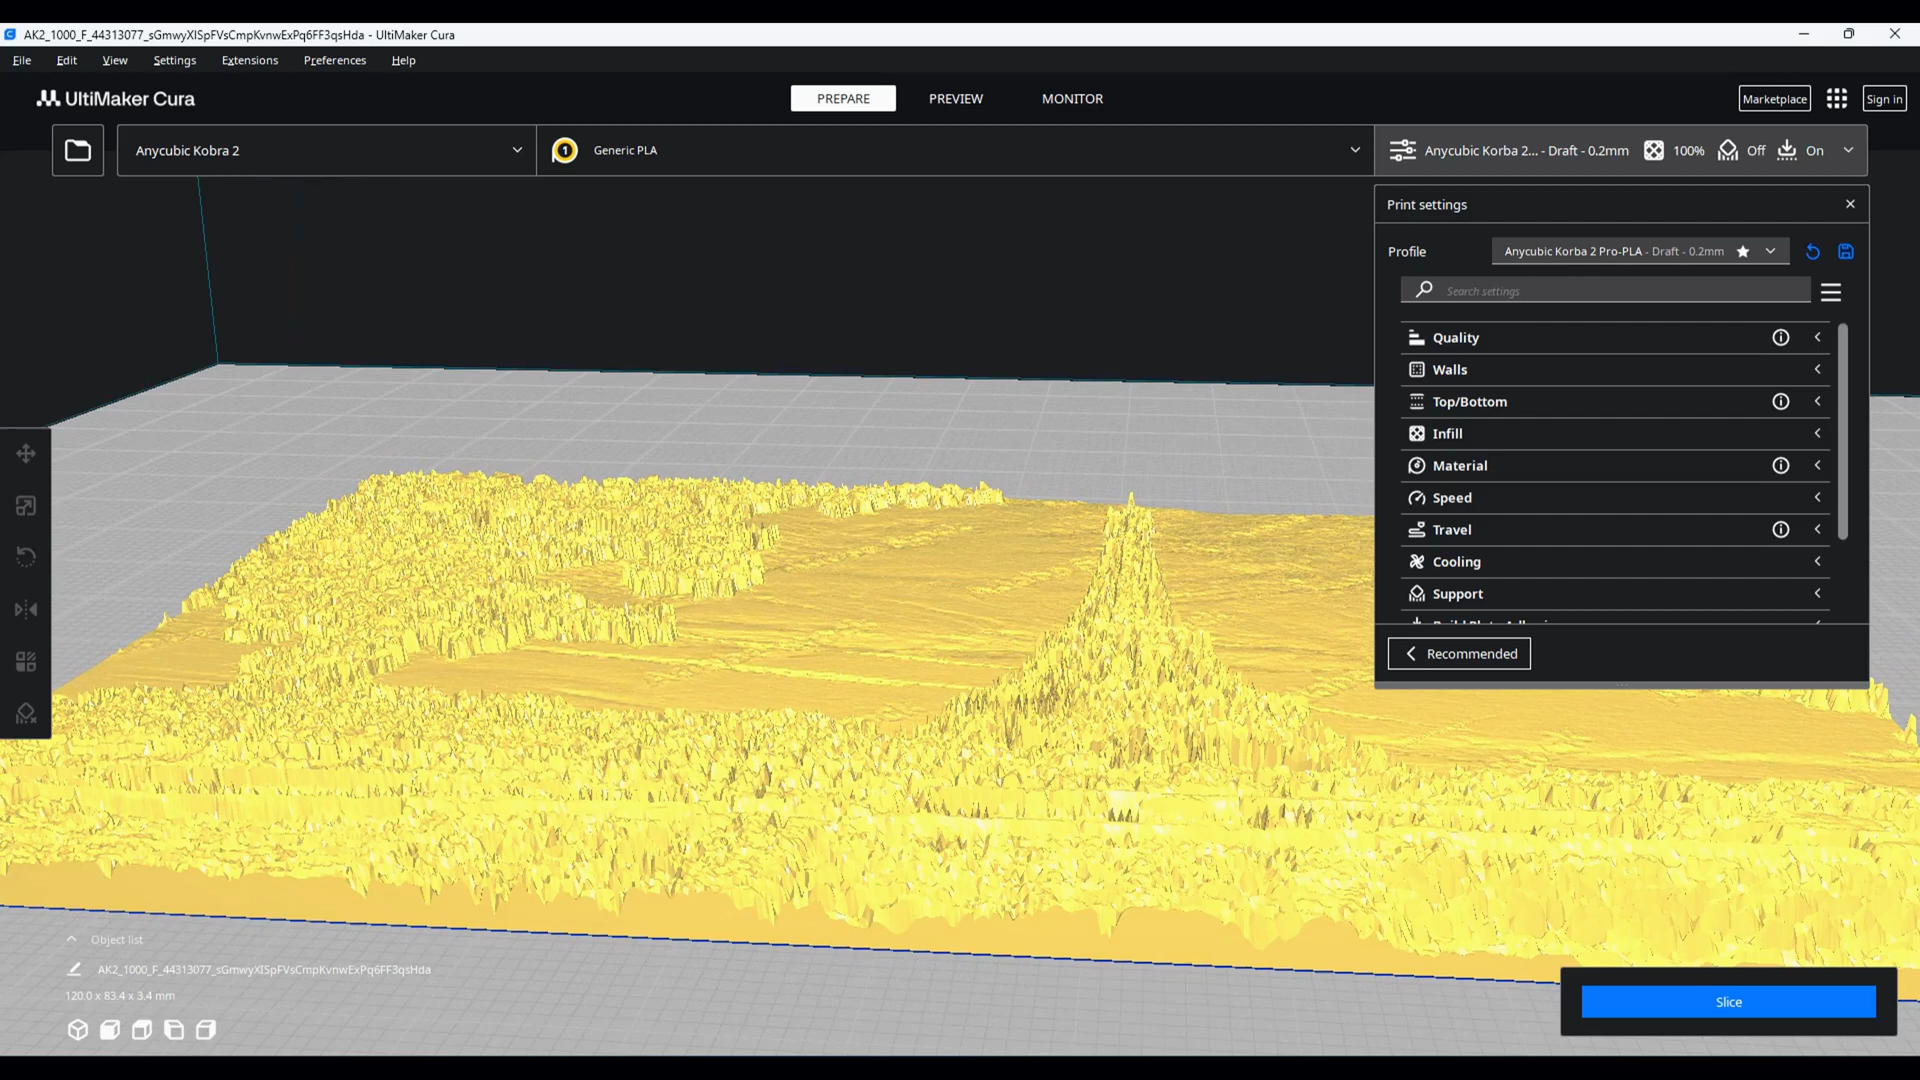 AK2_1000_F_44313077_sGmwyXISpFVsCmpKvnwExPq6FF3qsHda - UltiMaker Cura
File Edit View Settings Extensions Preferences Help
UltiMaker Cura PREPARE PREVIEW MONITOR Marketplace Sign in
Anycubic Kobra 2 1 Generic PLA Anycubic Korba 2... - Draft - 0.2mm 100% Off On
Print settings
Profile Anycubic Korba 2 Pro-PLA - Draft - 0.2mm
Search settings
Quality
Walls
Top/Bottom
Infill
Material
Speed
Travel
Cooling
Support
Recommended
Object list
AK2_1000_F_44313077_sGmwyXISpFVsCmpKvnwExPq6FF3qsHda
120.0 x 83.4 x 3.4 mm
Slice